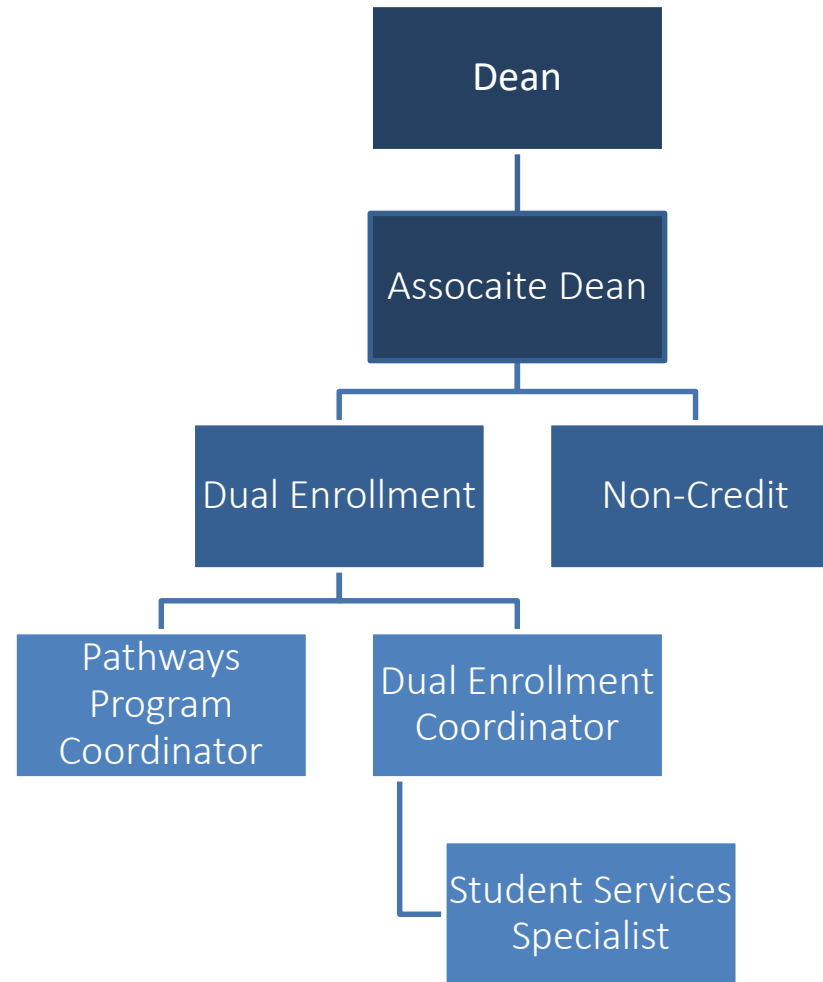 Dean
Assocaite Dean
Dual Enrollment
Non-Credit
Pathways
Program
Coordinator
Dual Enrollment
Coordinator
Student Services
Specialist